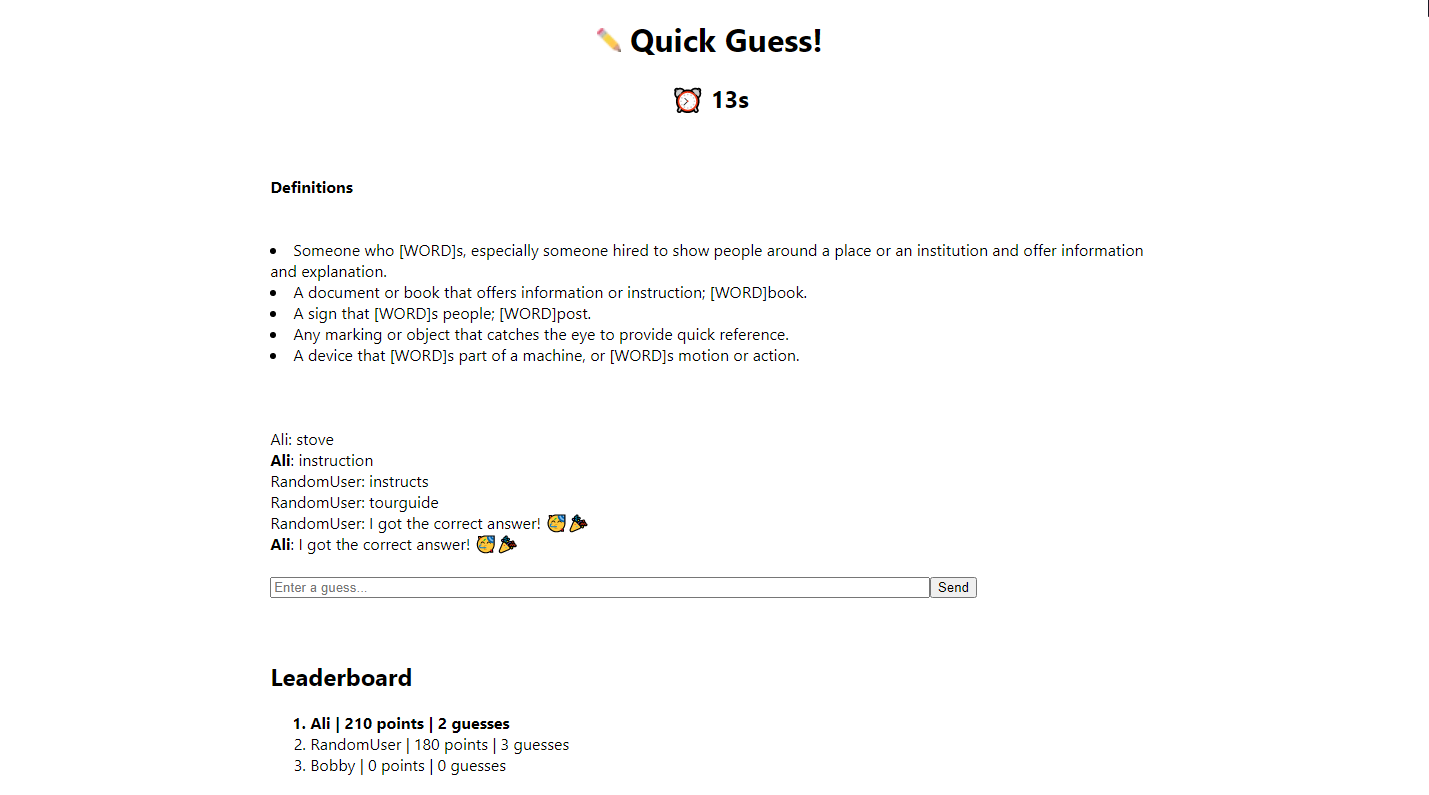 ✏️ Quick Guess!
⏰ 13s
Definitions
• Someone who [WORD]s, especially someone hired to show people around a place or an institution and offer information
and explanation.
• A document or book that offers information or instruction; [WORD]book.
• A sign that [WORD]s people; [WORD]post.
• Any marking or object that catches the eye to provide quick reference.
• A device that [WORD]s part of a machine, or [WORD]s motion or action.
Ali: stove
Ali: instruction
RandomUser: instructs
RandomUser: tourguide
RandomUser: I got the correct answer! 🥳🎉
Ali: I got the correct answer! 🥳🎉
Enter a guess... Send
Leaderboard
1. Ali | 210 points | 2 guesses
2. RandomUser | 180 points | 3 guesses
3. Bobby | 0 points | 0 guesses